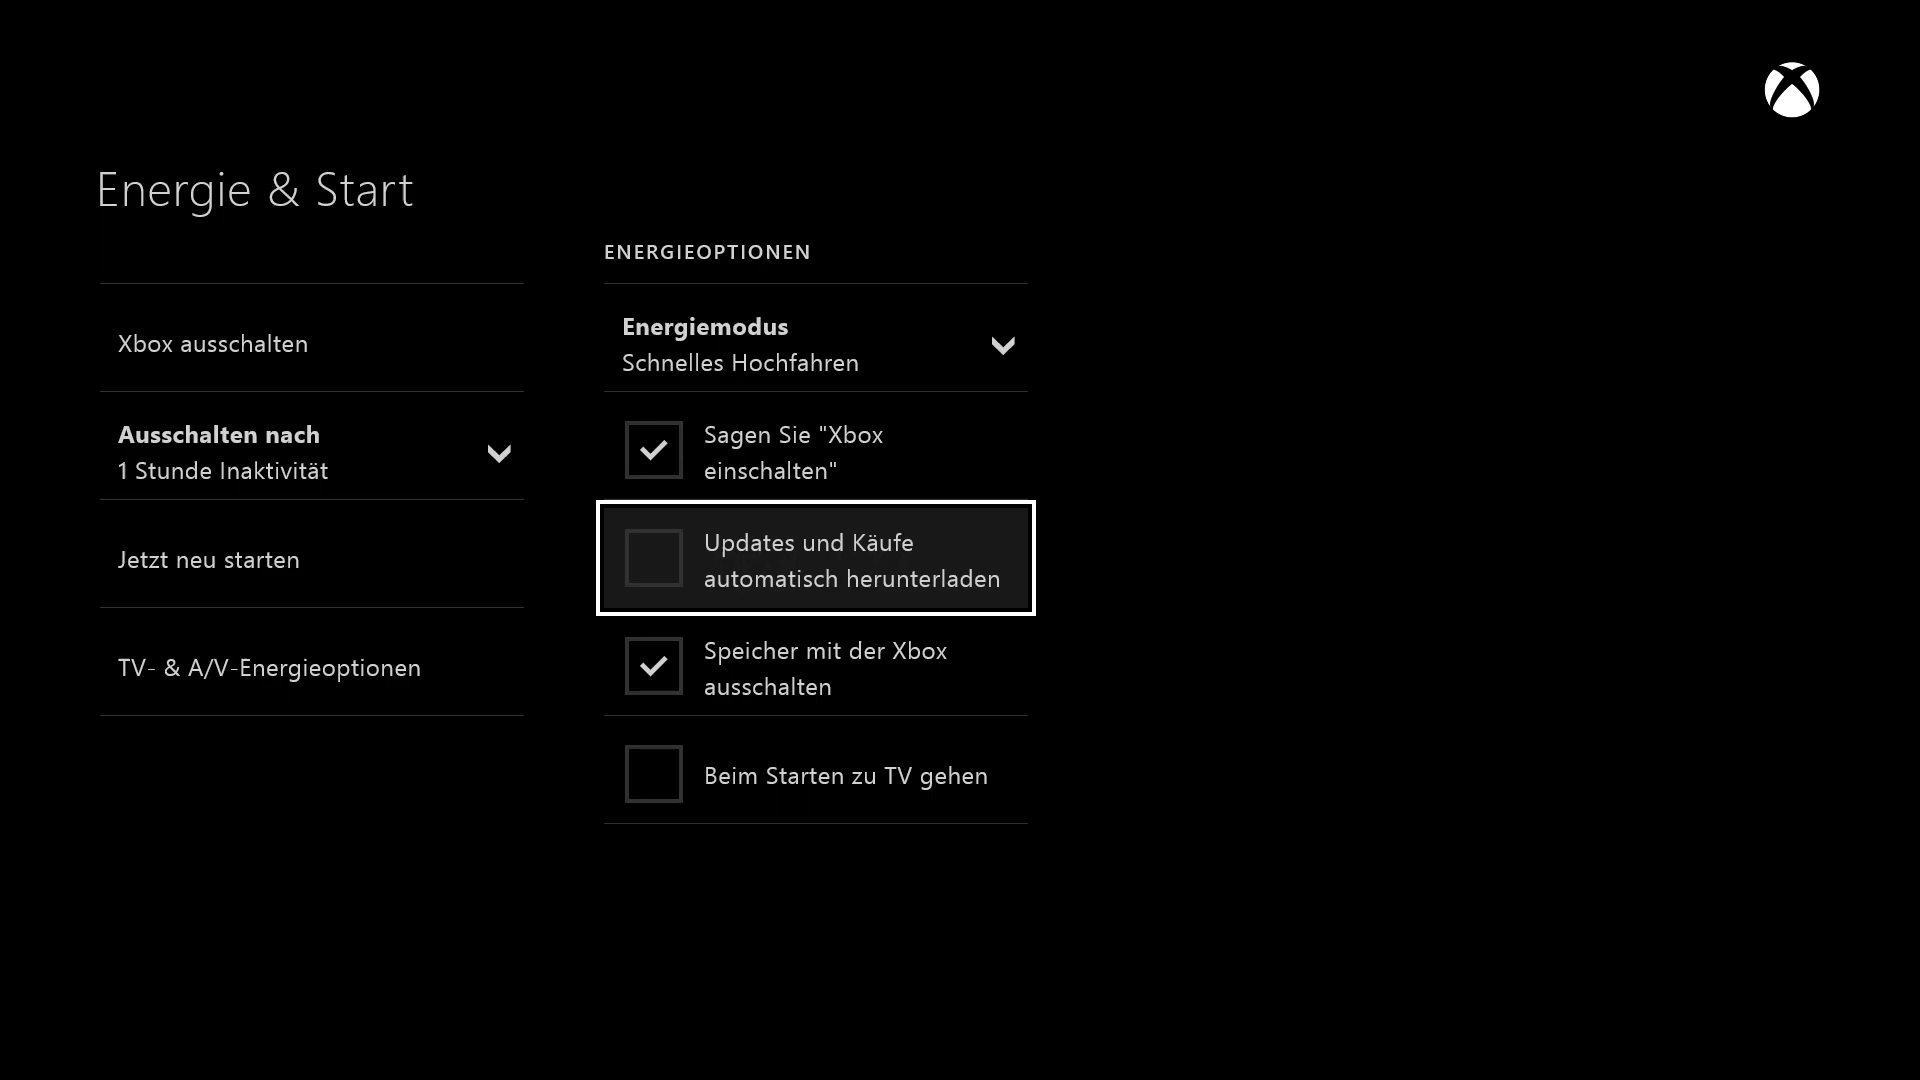 Energie & Start
Xbox ausschalten
Ausschalten nach
1 Stunde Inaktivität
Jetzt neu starten
TV- & A/V-Energieoptionen
ENERGIEOPTIONEN
Energiemodus
Schnelles Hochfahren
Sagen Sie "Xbox
einschalten"
Updates und Käufe
automatisch herunterladen
Speicher mit der Xbox
ausschalten
Beim Starten zu TV gehen